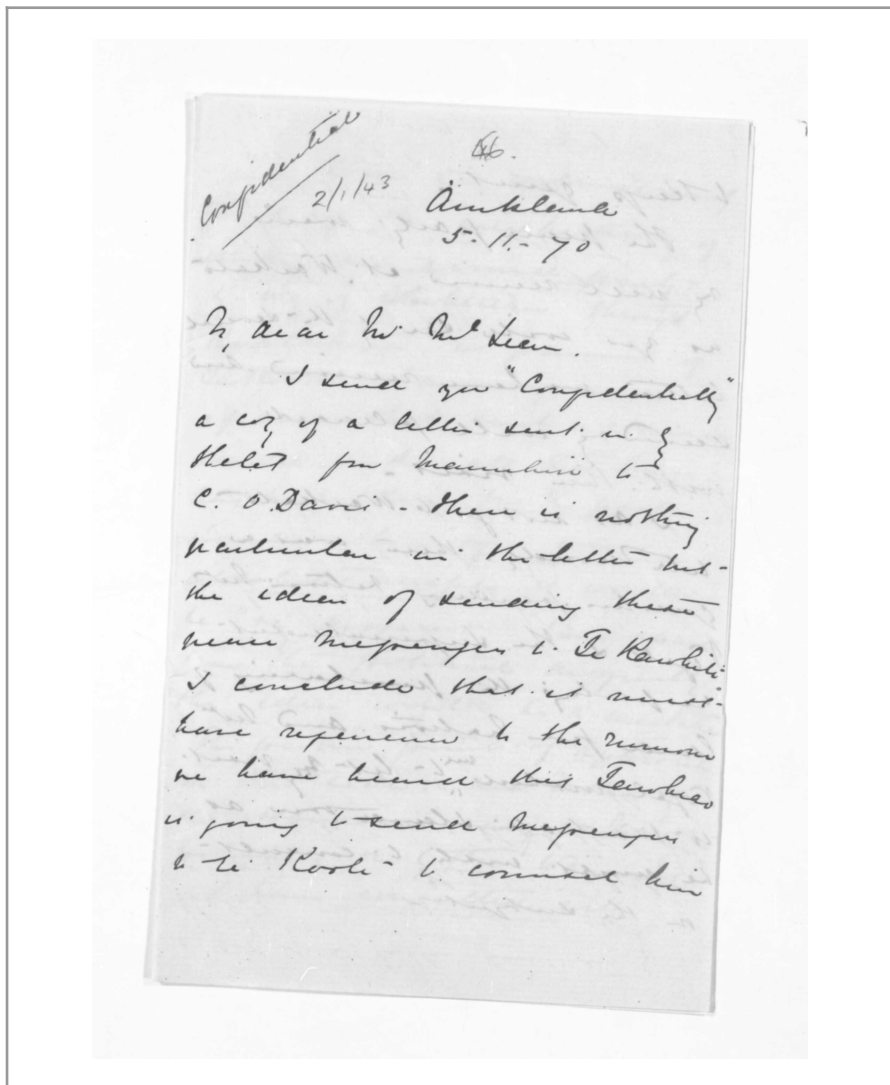 Confidential
2/1/43
Auckland
5-11-70
My dear Mr McLean.
I send you "Confidentially"
a copy of a letter sent in by
from to
C. O. Davis - there is nothing
particular in the letter but
the idea of sending these
peace messengers to Te
I conclude that it must
have reference to the rumour
we have heard that Tawhiao
is going to send messengers
to Te Kooti to counsel him